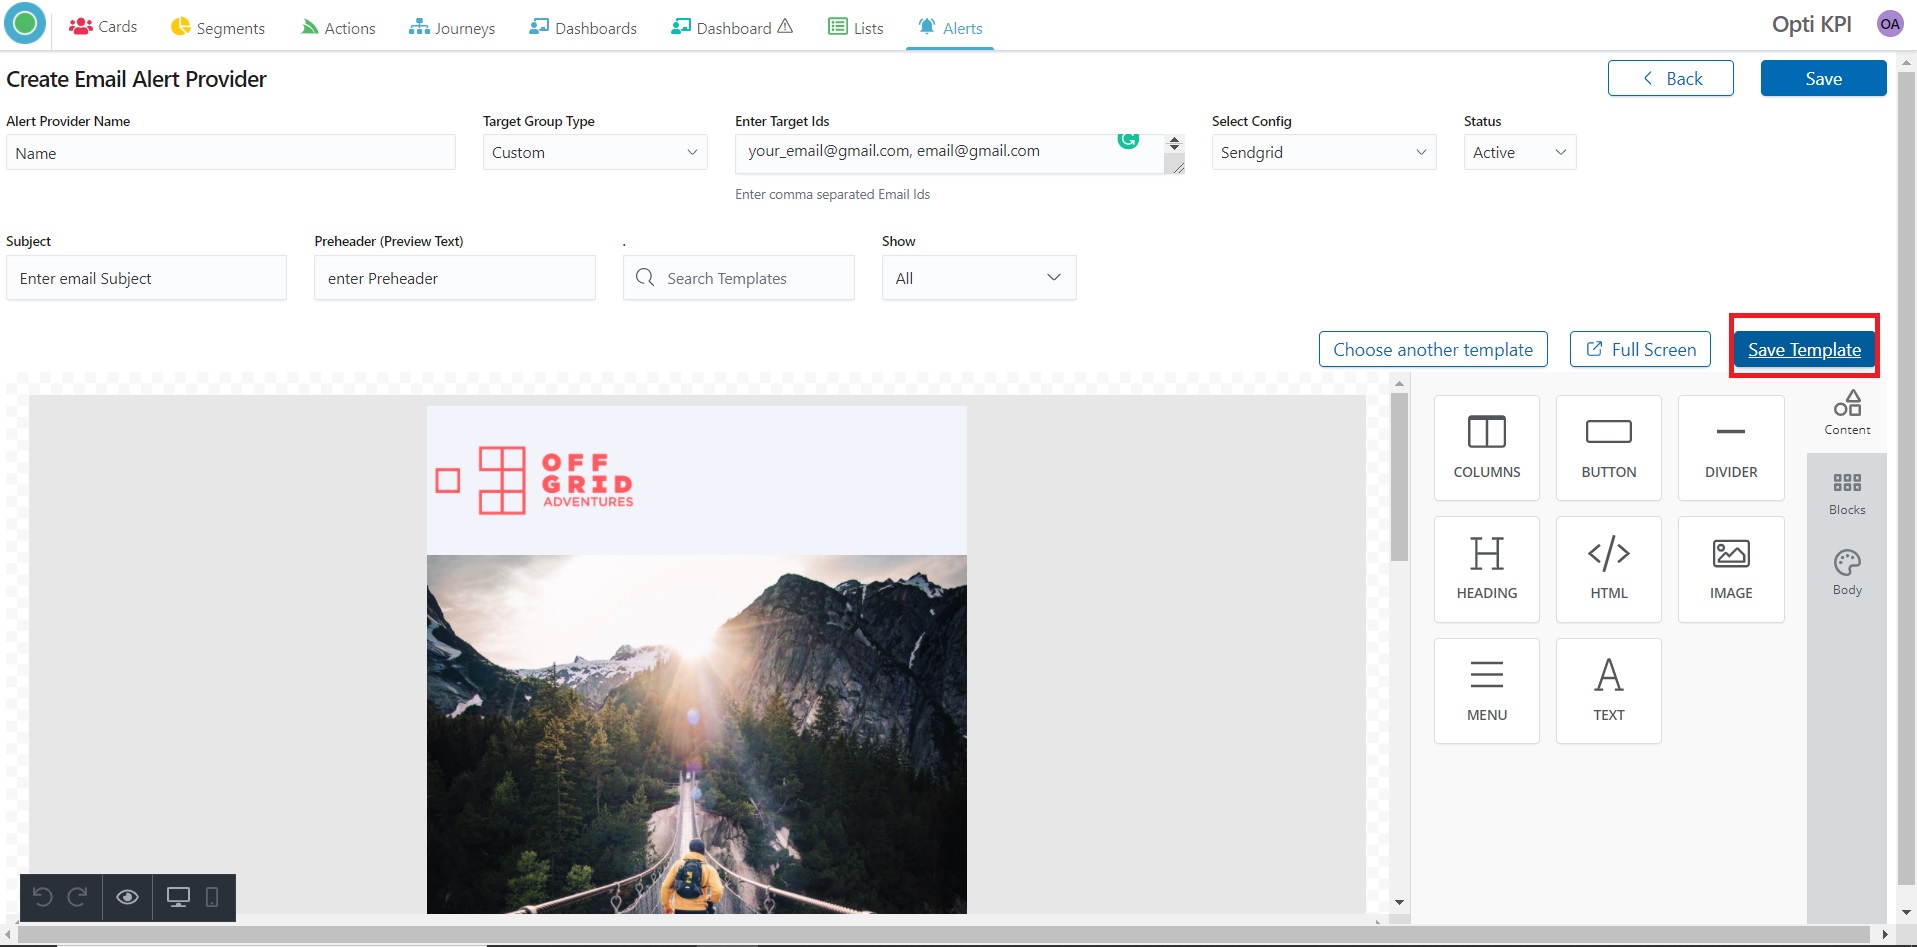 Cards Segments Actions Journeys Dashboards Dashboard Lists Alerts Opti KPI OA
Create Email Alert Provider Back Save
Alert Provider Name Target Group Type Enter Target Ids Select Config Status
Name Custom your_email@gmail.com, email@gmail.com Sendgrid Active
Enter comma separated Email Ids
Subject Preheader (Preview Text) . Show
Enter email Subject enter Preheader Search Templates All
Choose another template Full Screen Save Template
Content
COLUMNS BUTTON DIVIDER
OFF
GRID
ADVENTURES
Blocks
HEADING HTML IMAGE
Body
MENU TEXT